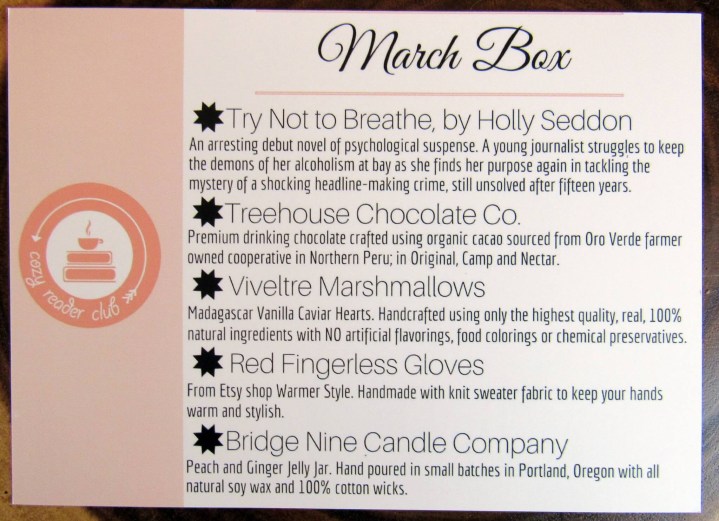 March Box
Try Not to Breathe, by Holly Seddon
An arresting debut novel of psychological suspense. A young journalist struggles to keep
the demons of her alcoholism at bay as she finds her purpose again in tackling the
mystery of a shocking headline-making crime, still unsolved after fifteen years.
Treehouse Chocolate Co.
Premium drinking chocolate crafted using organic cacao sourced from Oro Verde farmer
owned cooperative in Northern Peru; in Original, Camp and Nectar.
Viveltre Marshmallows
Madagascar Vanilla Caviar Hearts. Handcrafted using only the highest quality, real, 100%
natural ingredients with NO artificial flavorings, food colorings or chemical preservatives.
Red Fingerless Gloves
From Etsy shop Warmer Style. Handmade with knit sweater fabric to keep your hands
warm and stylish.
Bridge Nine Candle Company
Peach and Ginger Jelly Jar. Hand poured in small batches in Portland, Oregon with all
natural soy wax and 100% cotton wicks.
cozy reader club